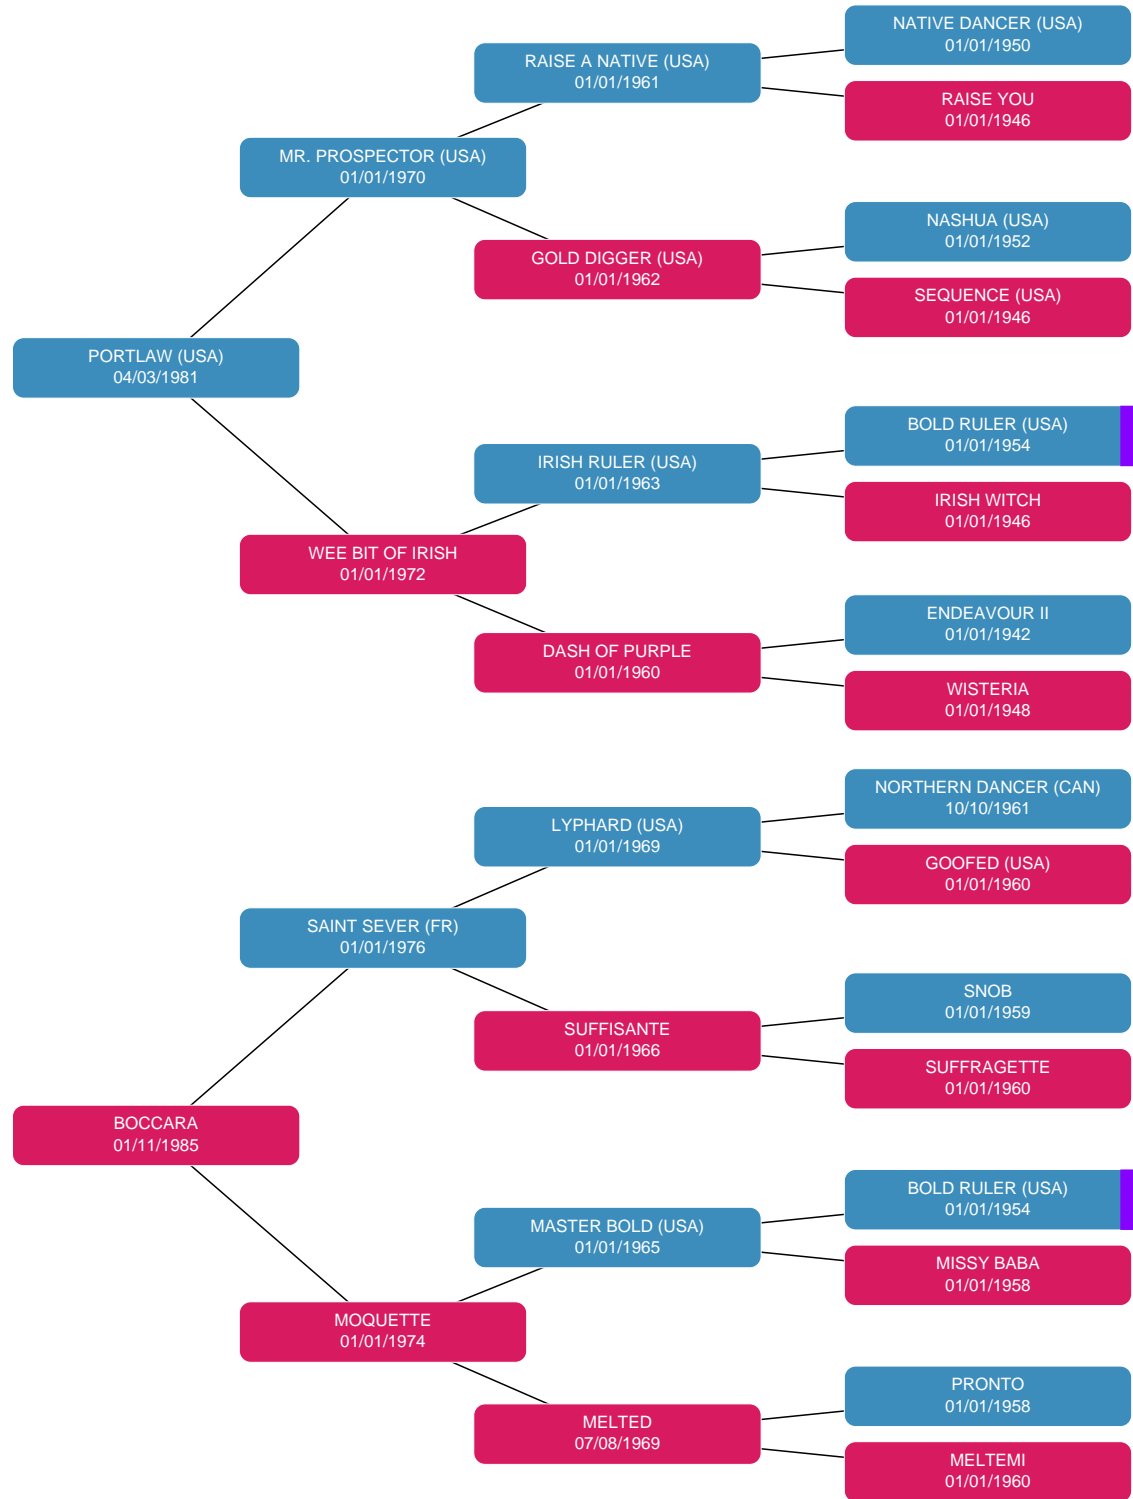 NATIVE DANCER (USA)
01/01/1950
RAISE A NATIVE (USA)
01/01/1961
RAISE YOU
01/01/1946
MR. PROSPECTOR (USA)
01/01/1970
NASHUA (USA)
01/01/1952
GOLD DIGGER (USA)
01/01/1962
SEQUENCE (USA)
01/01/1946
PORTLAW (USA)
04/03/1981
BOLD RULER (USA)
01/01/1954
IRISH RULER (USA)
01/01/1963
IRISH WITCH
01/01/1946
WEE BIT OF IRISH
01/01/1972
ENDEAVOUR II
01/01/1942
DASH OF PURPLE
01/01/1960
WISTERIA
01/01/1948
NORTHERN DANCER (CAN)
10/10/1961
LYPHARD (USA)
01/01/1969
GOOFED (USA)
01/01/1960
SAINT SEVER (FR)
01/01/1976
SNOB
01/01/1959
SUFFISANTE
01/01/1966
SUFFRAGETTE
01/01/1960
BOCCARA
01/11/1985
BOLD RULER (USA)
01/01/1954
MASTER BOLD (USA)
01/01/1965
MISSY BABA
01/01/1958
MOQUETTE
01/01/1974
PRONTO
01/01/1958
MELTED
07/08/1969
MELTEMI
01/01/1960